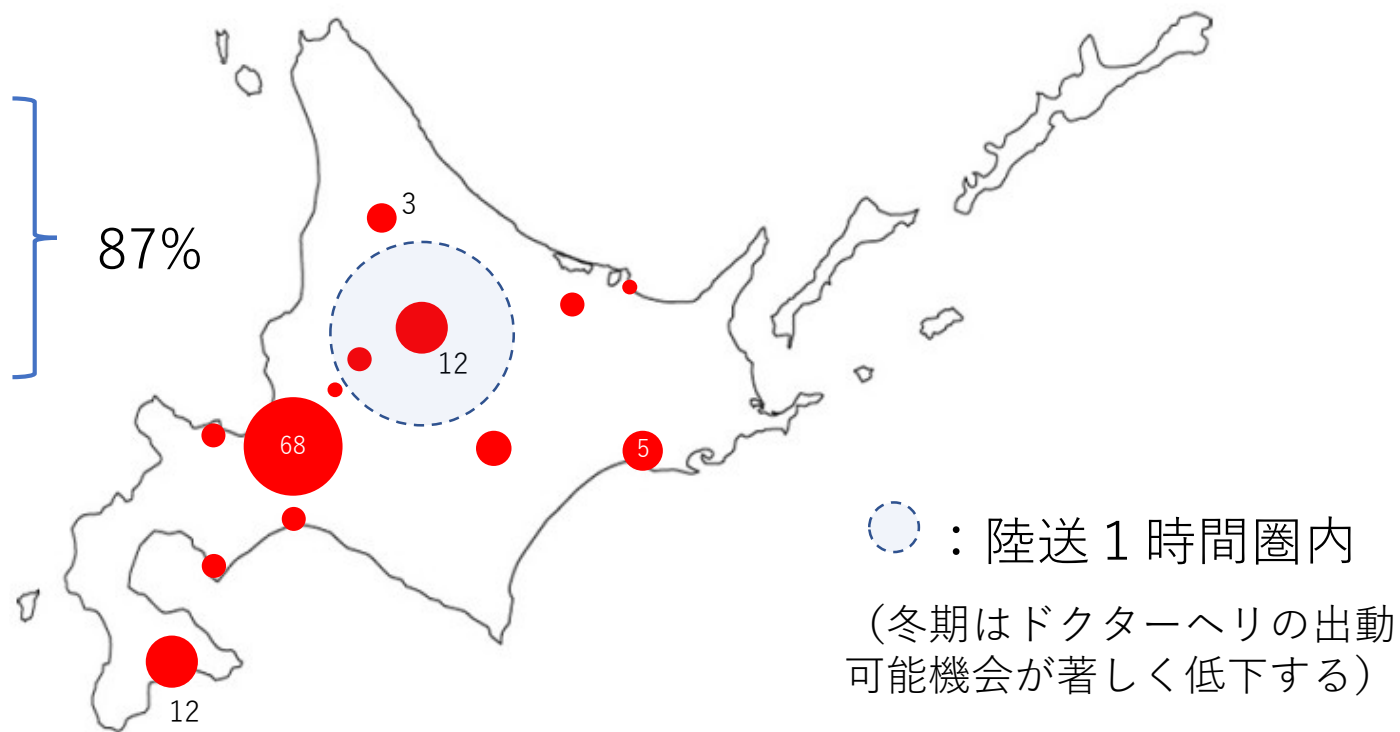 3
87%
12
68
5
：陸送１時間圏内
（冬期はドクターヘリの出動
可能機会が著しく低下する）
12